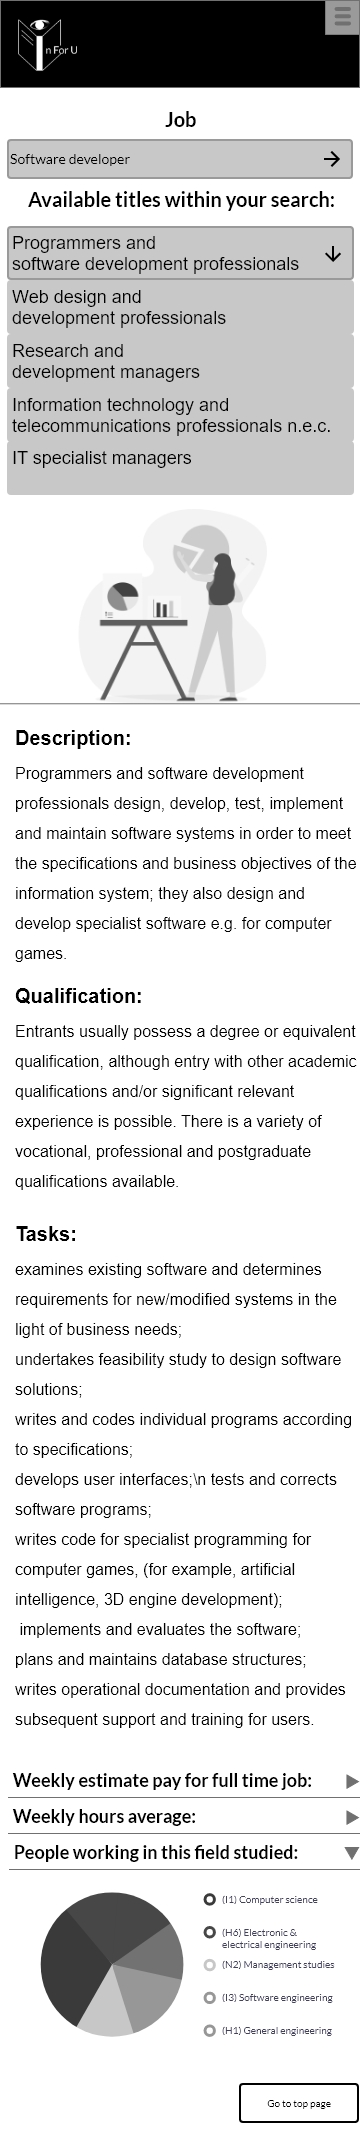 n For U
Job
Software developer
Available titles within your search:
Programmers and
software development professionals
Web design and
development professionals
Research and
development managers
Information technology and
telecommunications professionals n.e.c.
IT specialist managers
Description:
Programmers and software development
professionals design, develop, test, implement
and maintain software systems in order to meet
the specifications and business objectives of the
information system; they also design and
develop specialist software e.g. for computer
games.
Qualification:
Entrants usually possess a degree or equivalent
qualification, although entry with other academic
qualifications and/or significant relevant
experience is possible. There is a variety of
vocational, professional and postgraduate
qualifications available.
Tasks:
examines existing software and determines
requirements for new/modified systems in the
light of business needs;
undertakes feasibility study to design software
solutions;
writes and codes individual programs according
to specifications;
develops user interfaces;\n tests and corrects
software programs;
writes code for specialist programming for
computer games, (for example, artificial
intelligence, 3D engine development);
implements and evaluates the software;
plans and maintains database structures;
writes operational documentation and provides
subsequent support and training for users.
Weekly estimate pay for full time job:
Weekly hours average:
People working in this field studied:
(I1) Computer science
(H6) Electronic &
electrical engineering
(N2) Management studies
(I3) Software engineering
(H1) General engineering
Go to top page